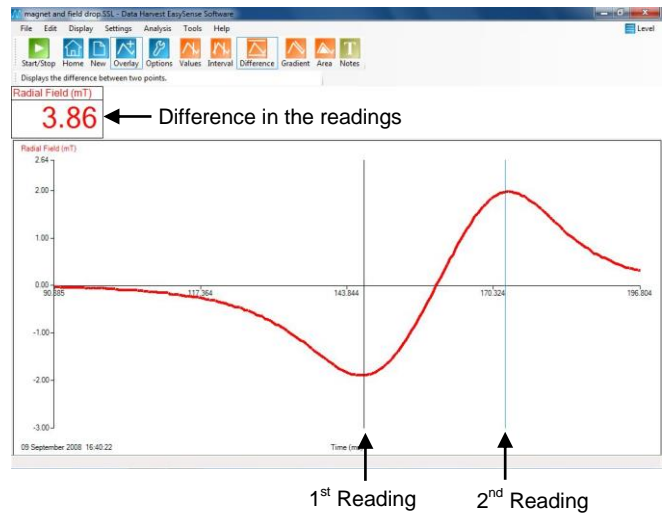 magnet and field drop.SSL - Data Harvest EasySense Software
File Edit Display Settings Analysis Tools Help
Level
Start/Stop Home New Overlay Options Values Interval Difference Gradient Area Notes
Displays the difference between two points.
Radial Field (mT)
3.86
Difference in the readings
Radial Field (mT)
2.64
2.00
1.00
0.00
90.885 117.364 143.844 170.324 196.804
-1.00
-2.00
-3.00
09 September 2008 16:40:22
Time
1st Reading
2nd Reading